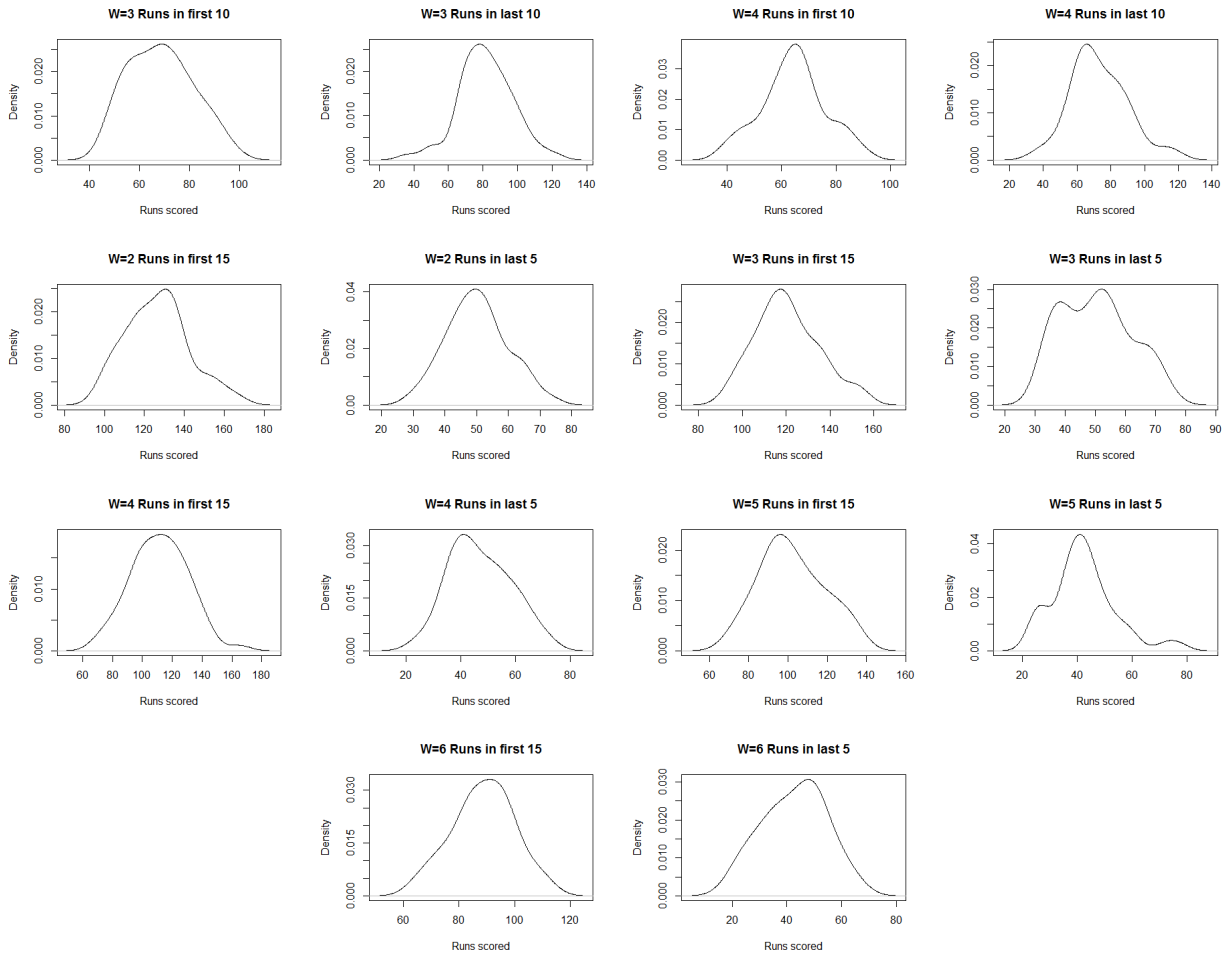 W=3 Runs in first 10
Density
0.000
0.010
0.020
40
60
80
100
Runs scored
W=3 Runs in last 10
Density
0.000
0.010
0.020
20
40
60
80
100
120
140
Runs scored
W=4 Runs in first 10
Density
0.00
0.01
0.02
0.03
40
60
80
100
Runs scored
W=4 Runs in last 10
Density
0.000
0.010
0.020
20
40
60
80
100
120
140
Runs scored
W=2 Runs in first 15
Density
0.000
0.010
0.020
80
100
120
140
160
180
Runs scored
W=2 Runs in last 5
Density
0.00
0.02
0.04
20
30
40
50
60
70
80
Runs scored
W=3 Runs in first 15
Density
0.000
0.010
0.020
80
100
120
140
160
Runs scored
W=3 Runs in last 5
Density
0.000
0.010
0.020
0.030
20
30
40
50
60
70
80
90
Runs scored
W=4 Runs in first 15
Density
0.000
0.010
60
80
100
120
140
160
180
Runs scored
W=4 Runs in last 5
Density
0.000
0.015
0.030
20
40
60
80
Runs scored
W=5 Runs in first 15
Density
0.000
0.010
0.020
60
80
100
120
140
160
Runs scored
W=5 Runs in last 5
Density
0.00
0.02
0.04
20
40
60
80
Runs scored
W=6 Runs in first 15
Density
0.000
0.015
0.030
60
80
100
120
Runs scored
W=6 Runs in last 5
Density
0.000
0.010
0.020
0.030
20
40
60
80
Runs scored